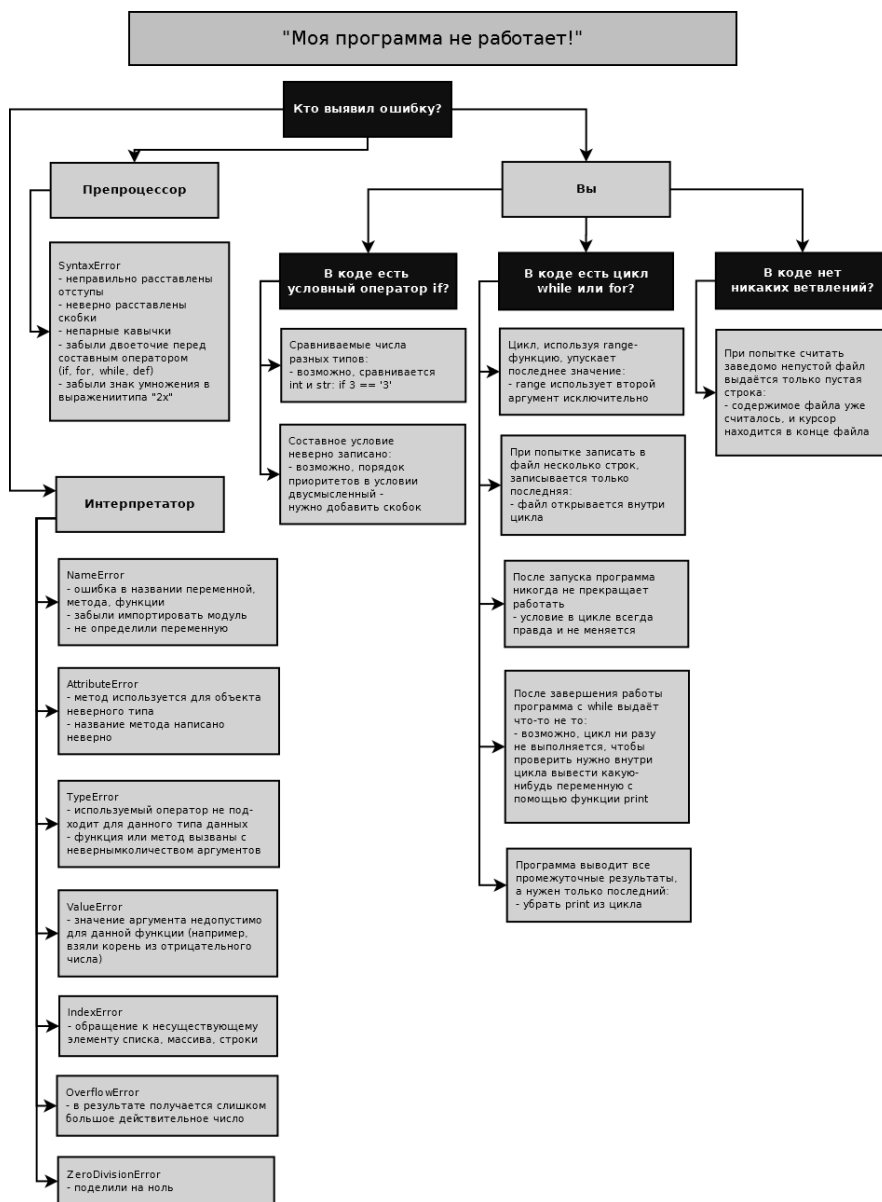 "Моя программа не работает!"
Кто выявил ошибку?
Препроцессор
SyntaxError
- неправильно расставлены
отступы
- неверно расставлены
скобки
- непарные кавычки
- забыли двоеточие перед
составным оператором
(if, for, while, def)
- забыли знак умножения в
выражениитипа "2x"
Интерпретатор
NameError
- ошибка в названии переменной,
метода, функции
- забыли импортировать модуль
- не определили переменную
AttributeError
- метод используется для объекта
неверного типа
- название метода написано
неверно
TypeError
- используемый оператор не под-
ходит для данного типа данных
- функция или метод вызваны с
невернымколичеством аргументов
ValueError
- значение аргумента недопустимо
для данной функции (например,
взяли корень из отрицательного
числа)
IndexError
- обращение к несуществующему
элементу списка, массива, строки
OverflowError
- в результате получается слишком
большое действительное число
ZeroDivisionError
- поделили на ноль
Вы
В коде есть
условный оператор if?
Сравниваемые числа
разных типов:
- возможно, сравнивается
int и str: if 3 == '3'
Составное условие
неверно записано:
- возможно, порядок
приоритетов в условии
двусмысленный -
нужно добавить скобок
В коде есть цикл
while или for?
Цикл, используя range-
функцию, упускает
последнее значение:
- range использует второй
аргумент исключительно
При попытке записать в
файл несколько строк,
записывается только
последняя:
- файл открывается внутри
цикла
После запуска программа
никогда не прекращает
работать
- условие в цикле всегда
правда и не меняется
После завершения работы
программа с while выдаёт
что-то не то:
- возможно, цикл ни разу
не выполняется, чтобы
проверить нужно внутри
цикла вывести какую-
нибудь переменную с
помощью функции print
Программа выводит все
промежуточные результаты,
а нужен только последний:
- убрать print из цикла
В коде нет
никаких ветвлений?
При попытке считать
заведомо непустой файл
выдаётся только пустая
строка:
- содержимое файла уже
считалось, и курсор
находится в конце файла